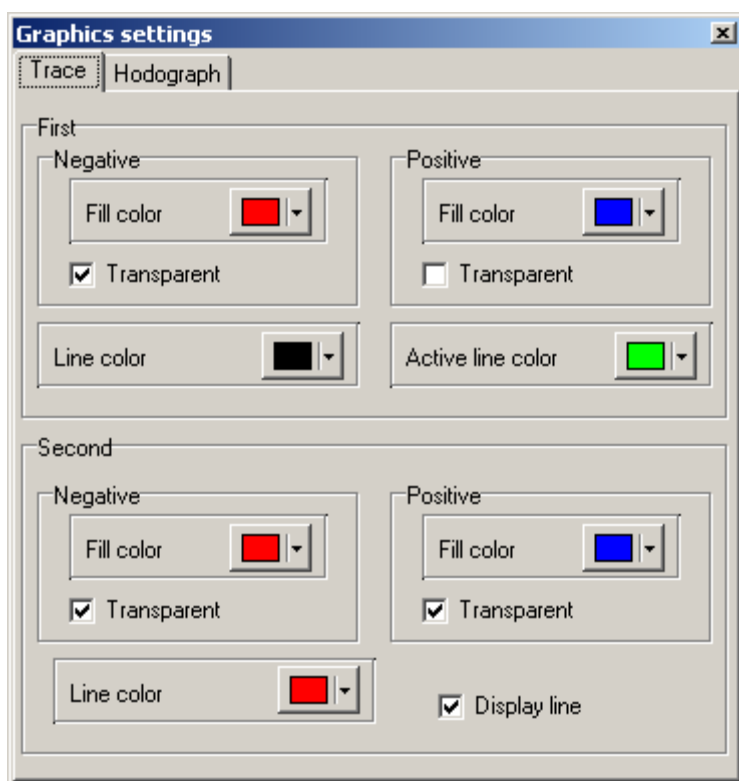 Graphics settings
Trace Hodograph
First
Negative
Fill color
Transparent
Positive
Fill color
Transparent
Line color
Active line color
Second
Negative
Fill color
Transparent
Positive
Fill color
Transparent
Line color
Display line